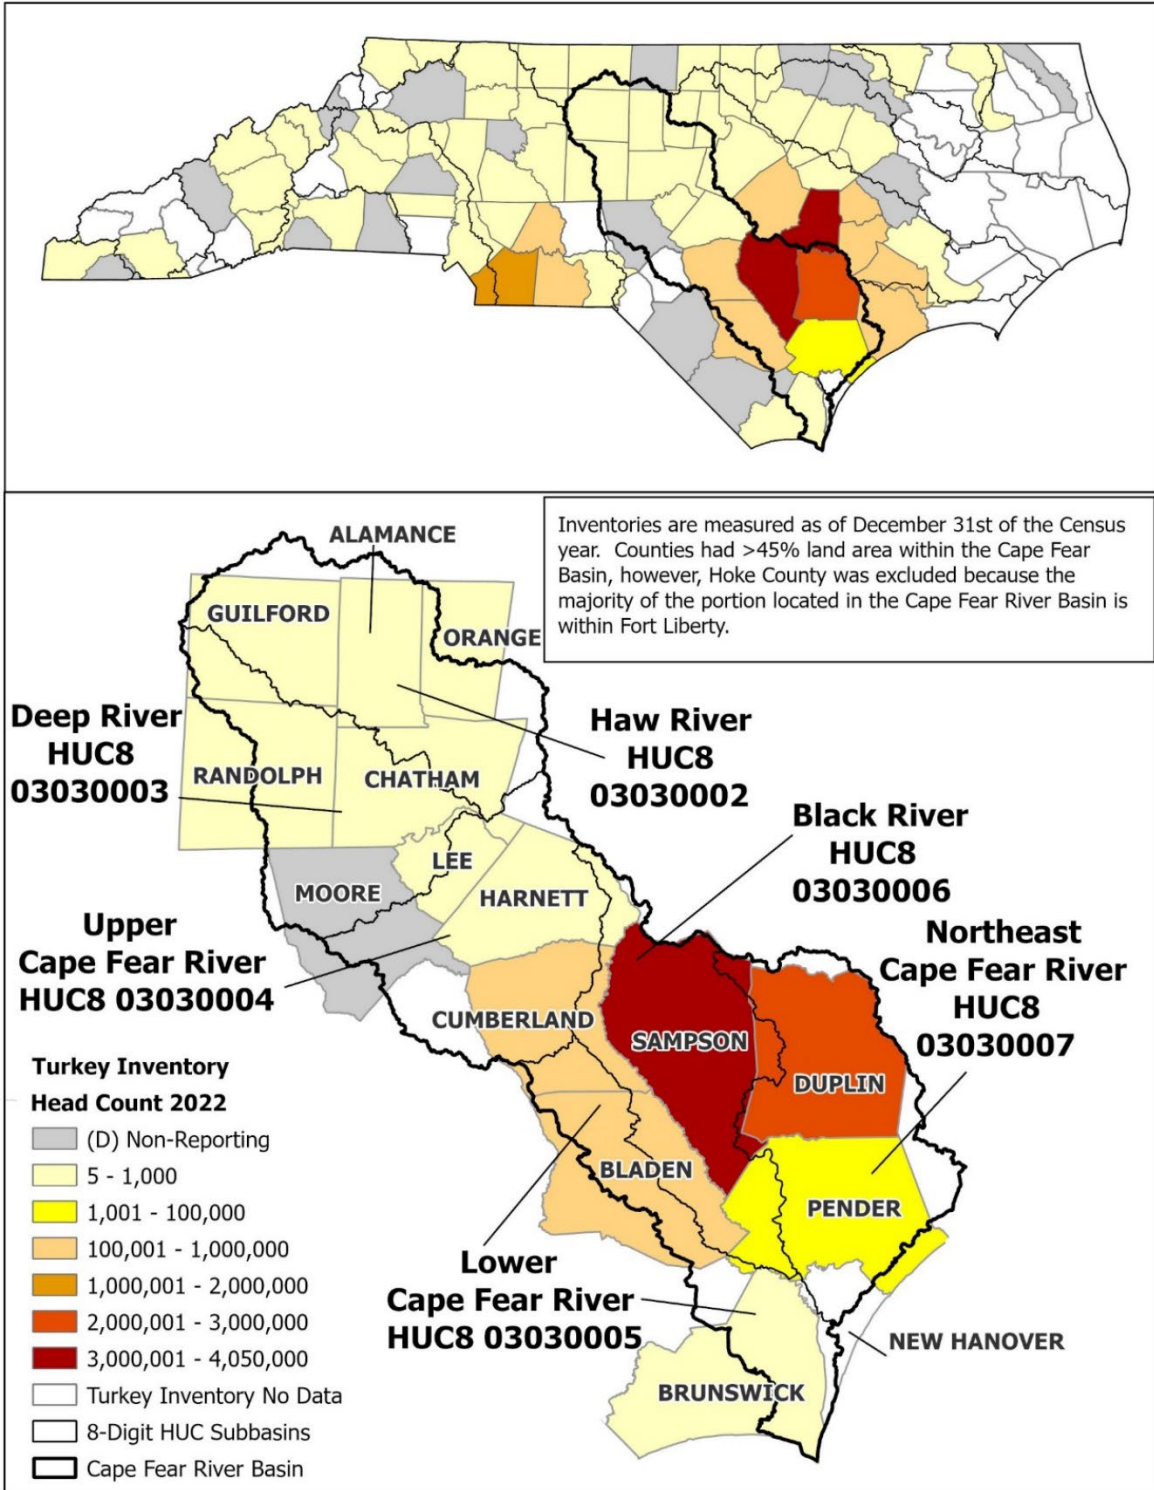 Inventories are measured as of December 31st of the Census
year. Counties had >45% land area within the Cape Fear
Basin, however, Hoke County was excluded because the
majority of the portion located in the Cape Fear River Basin is
within Fort Liberty.
ALAMANCE
GUILFORD
ORANGE
Deep River
HUC8
03030003
Haw River
HUC8
03030002
RANDOLPH
CHATHAM
Black River
HUC8
03030006
LEE
MOORE
HARNETT
Upper
Cape Fear River
HUC8 03030004
Northeast
Cape Fear River
HUC8
03030007
CUMBERLAND
SAMPSON
DUPLIN
BLADEN
PENDER
Lower
Cape Fear River
HUC8 03030005
NEW HANOVER
BRUNSWICK
Turkey Inventory
Head Count 2022
(D) Non-Reporting
5 - 1,000
1,001 - 100,000
100,001 - 1,000,000
1,000,001 - 2,000,000
2,000,001 - 3,000,000
3,000,001 - 4,050,000
Turkey Inventory No Data
8-Digit HUC Subbasins
Cape Fear River Basin